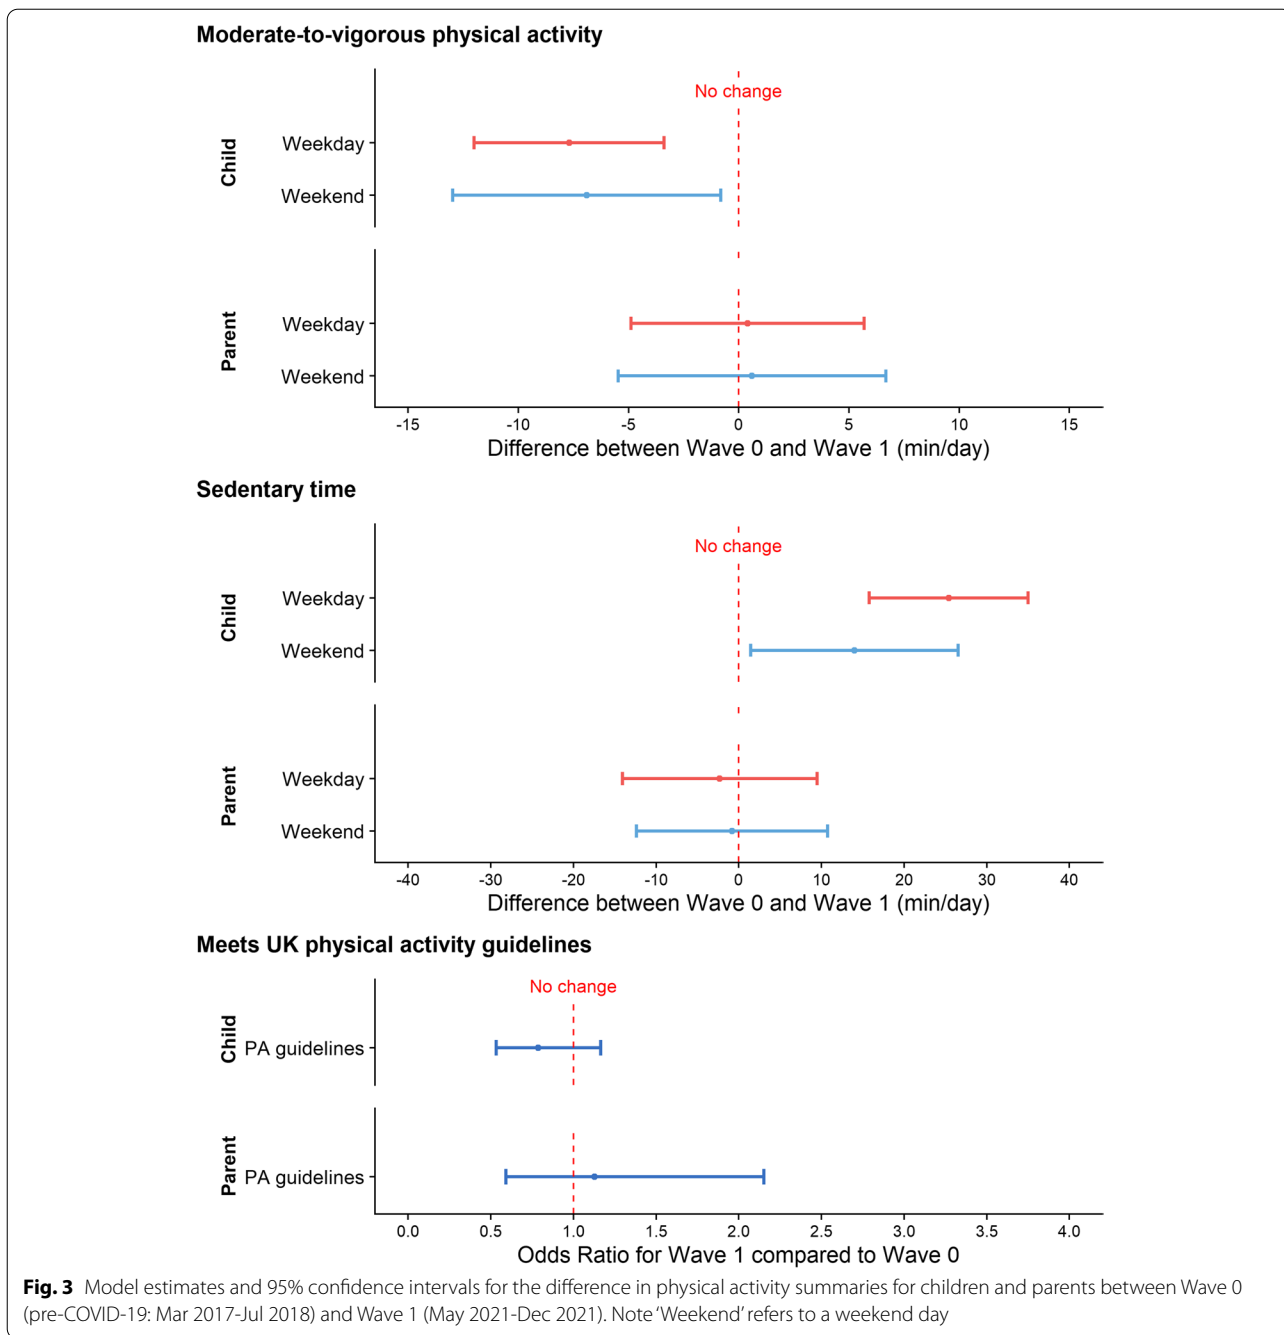 Moderate-to-vigorous physical activity
No change
Child
Weekday
Weekend
Parent
Weekday
Weekend
-15 -10 -5 0 5 10 15
Difference between Wave 0 and Wave 1 (min/day)
Sedentary time
No change
Child
Weekday
Weekend
Parent
Weekday
Weekend
-40 -30 -20 -10 0 10 20 30 40
Difference between Wave 0 and Wave 1 (min/day)
Meets UK physical activity guidelines
No change
Child
PA guidelines
Parent
PA guidelines
0.0 0.5 1.0 1.5 2.0 2.5 3.0 3.5 4.0
Odds Ratio for Wave 1 compared to Wave 0
Fig. 3 Model estimates and 95% confidence intervals for the difference in physical activity summaries for children and parents between Wave 0
(pre-COVID-19: Mar 2017-Jul 2018) and Wave 1 (May 2021-Dec 2021). Note ‘Weekend’ refers to a weekend day